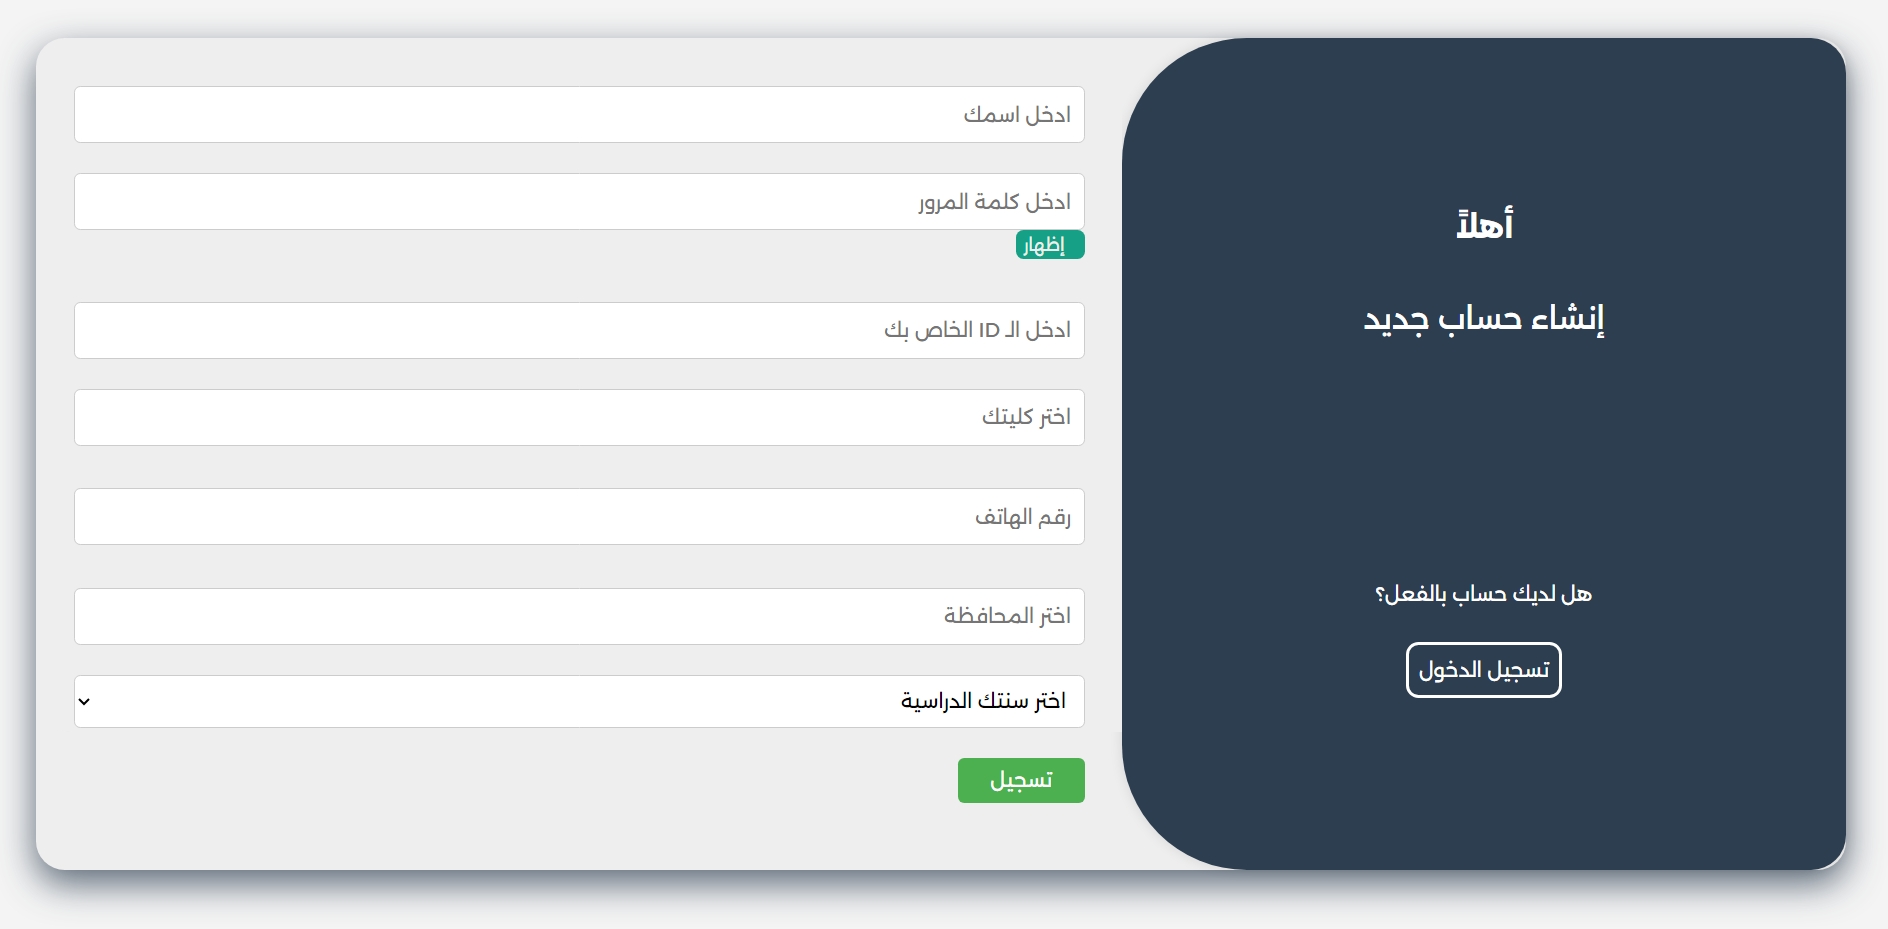 أهلاً
إنشاء حساب جديد
هل لديك حساب بالفعل؟
تسجيل الدخول
ادخل اسمك
ادخل كلمة المرور
إظهار
ادخل الـ ID الخاص بك
اختر كليتك
رقم الهاتف
اختر المحافظة
اختر سنتك الدراسية
تسجيل